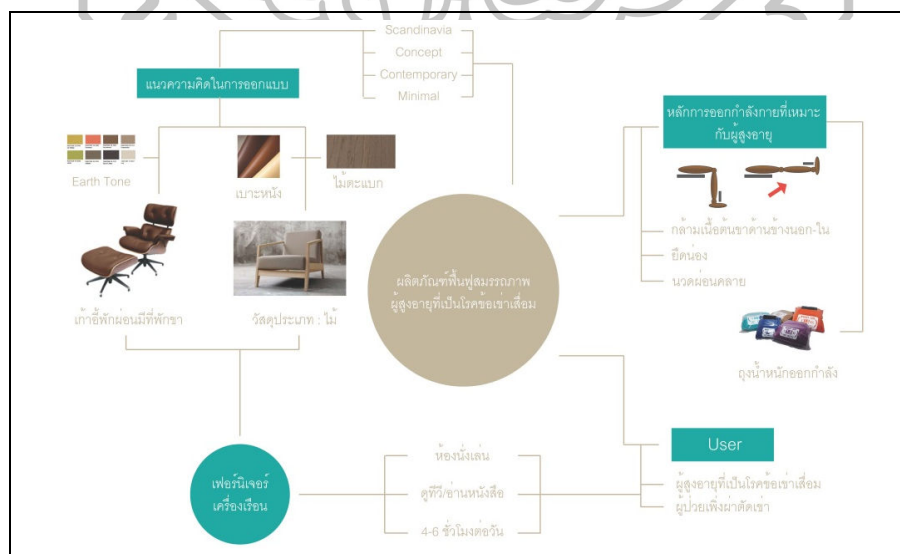 Scandinavia
Concept
Contemporary
Minimal
แนวความคิดในการออกแบบ
Earth Tone
เบาะหนัง
ไม้ตะแบก
เก้าอี้พักผ่อนมีที่พักขา
วัสดุประเภท : ไม้
ผลิตภัณฑ์ฟื้นฟูสมรรถภาพ
ผู้สูงอายุที่เป็นโรคข้อเข่าเสื่อม
หลักการออกกำลังกายที่เหมาะ
กับผู้สูงอายุ
กล้ามเนื้อต้นขาด้านข้างนอก-ใน
ยืดน่อง
นวดผ่อนคลาย
ถุงน้ำหนักออกกำลัง
เฟอร์นิเจอร์
เครื่องเรือน
ห้องนั่งเล่น
ดูทีวี/อ่านหนังสือ
4-6 ชั่วโมงต่อวัน
User
ผู้สูงอายุที่เป็นโรคข้อเข่าเสื่อม
ผู้ป่วยเพิ่งผ่าตัดเข่า